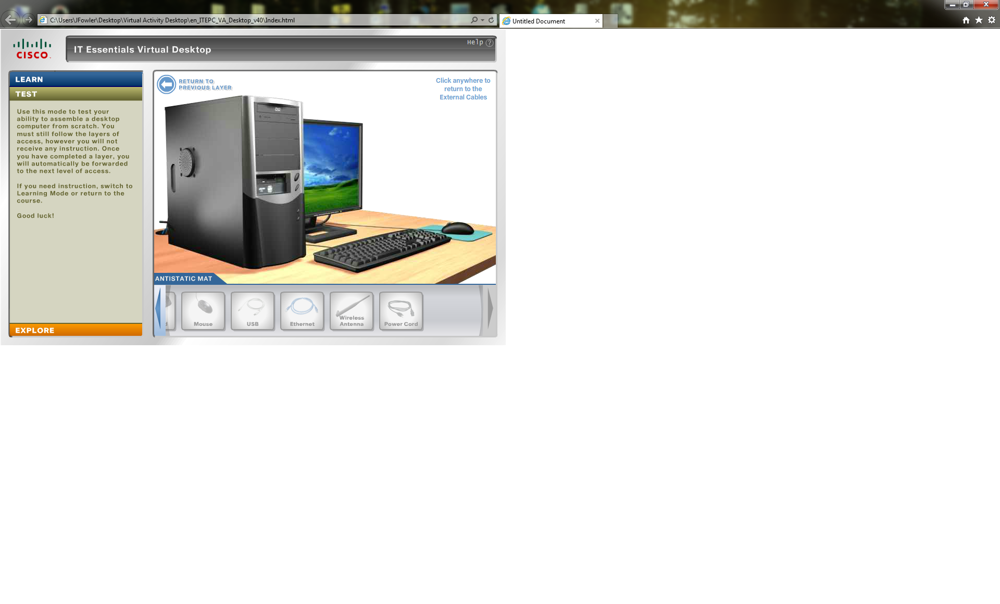 C:\Users\JFowler\Desktop\Virtual Activity Desktop\en_ITEPC_VA_Desktop_v40\Index.html
Untitled Document
CISCO
IT Essentials Virtual Desktop
Help ?
LEARN
TEST
Use this mode to test your
ability to assemble a desktop
computer from scratch. You
must still follow the layers of
access, however you will not
receive any instruction. Once
you have completed a layer, you
will automatically be forwarded
to the next level of access.
If you need instruction, switch to
Learning Mode or return to the
course.
Good luck!
EXPLORE
RETURN TO
PREVIOUS LAYER
Click anywhere to
return to the
External Cables
ANTISTATIC MAT
d
Mouse
USB
Ethernet
Wireless
Antenna
Power Cord